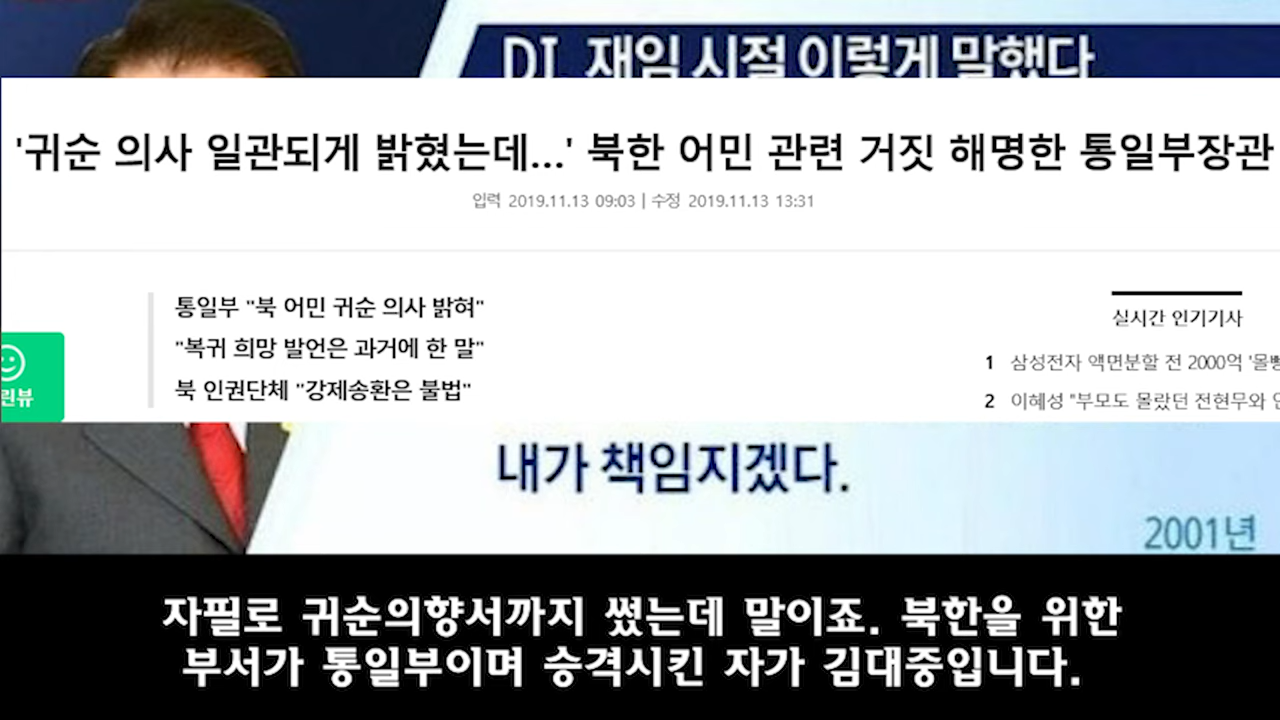 DJ, 재임 시절 이렇게 말했다
'귀순 의사 일관되게 밝혔는데...' 북한 어민 관련 거짓 해명한 통일부장관
입력 2019.11.13 09:03 | 수정 2019.11.13 13:31
통일부 "북 어민 귀순 의사 밝혀"
"복귀 희망 발언은 과거에 한 말"
북 인권단체 "강제송환은 불법"
실시간 인기기사
1 삼성전자 액면분할 전 2000억 '몰빵
2 이혜성 "부모도 몰랐던 전현무와
린뷰
내가 책임지겠다.
2001년
자필로 귀순의향서까지 썼는데 말이죠. 북한을 위한
부서가 통일부이며 승격시킨 자가 김대중입니다.